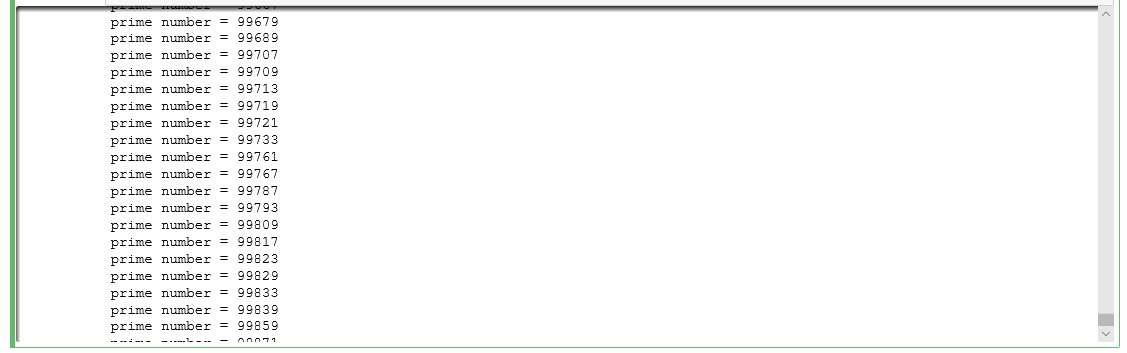 prime number = 99679
prime number = 99689
prime number = 99707
prime number = 99709
prime number = 99713
prime number = 99719
prime number = 99721
prime number = 99733
prime number = 99761
prime number = 99767
prime number = 99787
prime number = 99793
prime number = 99809
prime number = 99817
prime number = 99823
prime number = 99829
prime number = 99833
prime number = 99839
prime number = 99859
prime number = 99871